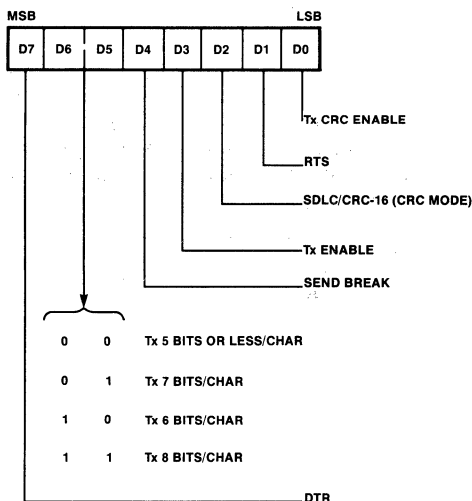 MSB LSB
D7 D6 D5 D4 D3 D2 D1 D0
Tx CRC ENABLE
RTS
SDLC/CRC-16 (CRC MODE)
Tx ENABLE
SEND BREAK
0 0 Tx 5 BITS OR LESS/CHAR
0 1 Tx 7 BITS/CHAR
1 0 Tx 6 BITS/CHAR
1 1 Tx 8 BITS/CHAR
DTR